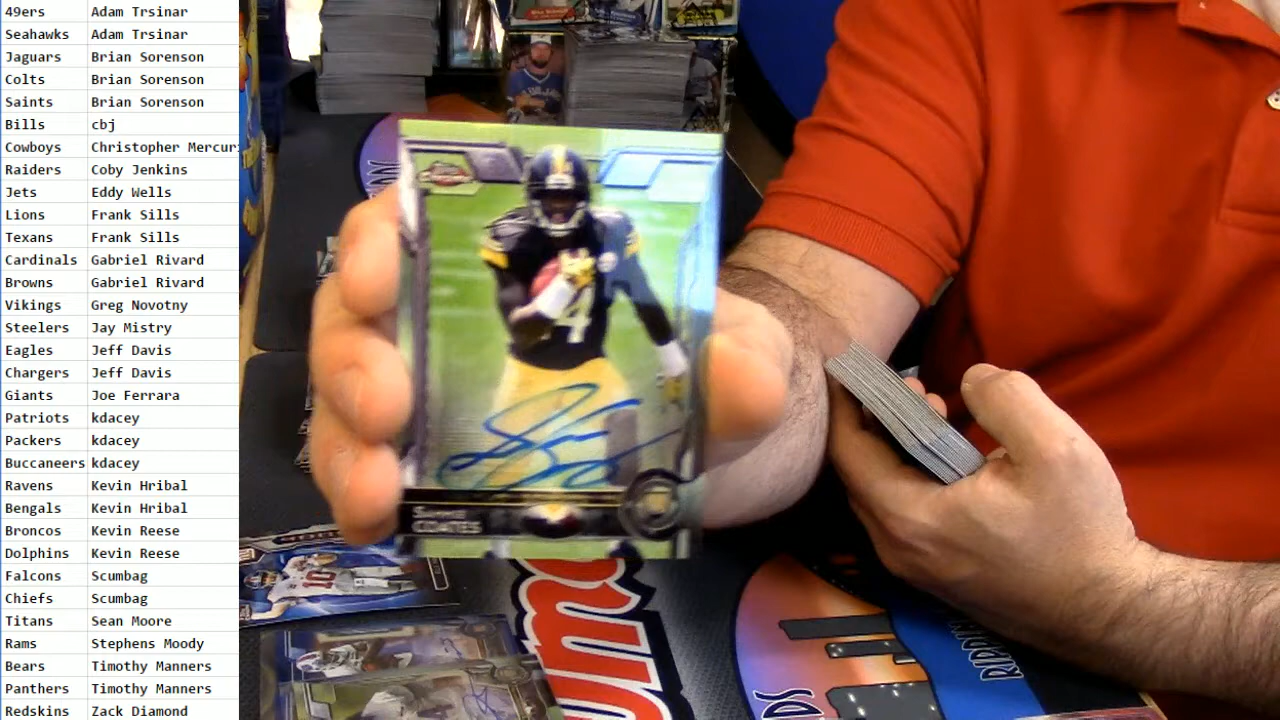 49ers Adam Trsinar
Seahawks Adam Trsinar
Jaguars Brian Sorenson
Colts Brian Sorenson
Saints Brian Sorenson
Bills cbj
Cowboys Christopher Mercur
Raiders Coby Jenkins
Jets Eddy Wells
Lions Frank Sills
Texans Frank Sills
Cardinals Gabriel Rivard
Browns Gabriel Rivard
Vikings Greg Novotny
Steelers Jay Mistry
Eagles Jeff Davis
Chargers Jeff Davis
Giants Joe Ferrara
Patriots kdacey
Packers kdacey
Buccaneers kdacey
Ravens Kevin Hribal
Bengals Kevin Hribal
Broncos Kevin Reese
Dolphins Kevin Reese
Falcons Scumbag
Chiefs Scumbag
Titans Sean Moore
Rams Stephens Moody
Bears Timothy Manners
Panthers Timothy Manners
Redskins Zack Diamond
4
COATES
10